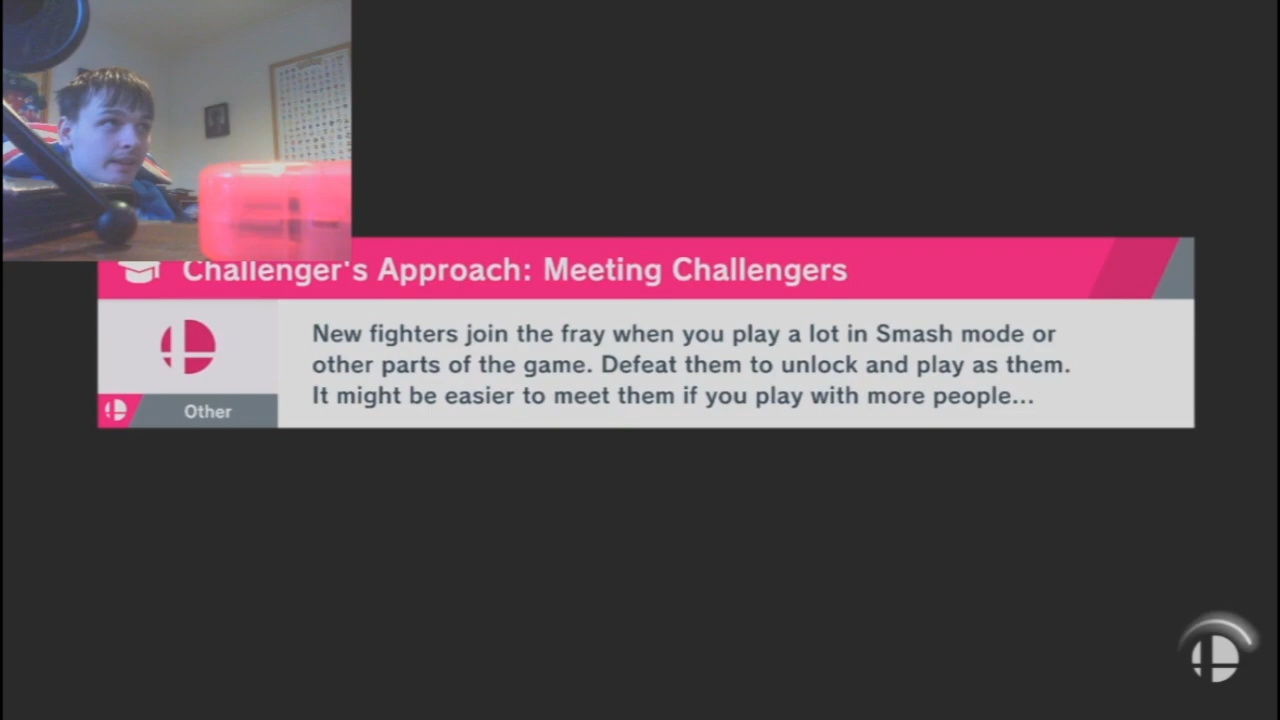 Challenger's Approach: Meeting Challengers
New fighters join the fray when you play a lot in Smash mode or
other parts of the game. Defeat them to unlock and play as them.
It might be easier to meet them if you play with more people...
Other